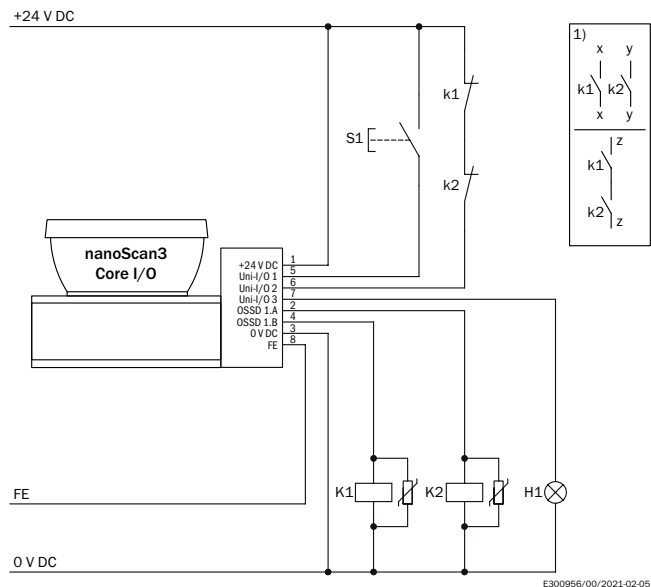 +24 V DC
1)
x y
k1 k2
x y
z
k1
k2
z
k1
S1
k2
nanoScan3
Core I/O
+24 V DC 1
Uni-I/O 1 5
Uni-I/O 2 6
Uni-I/O 3 7
OSSD 1.A 2
OSSD 1.B 4
0 V DC 3
FE 8
K1 K2 H1
FE
0 V DC
E300956/00/2021-02-05